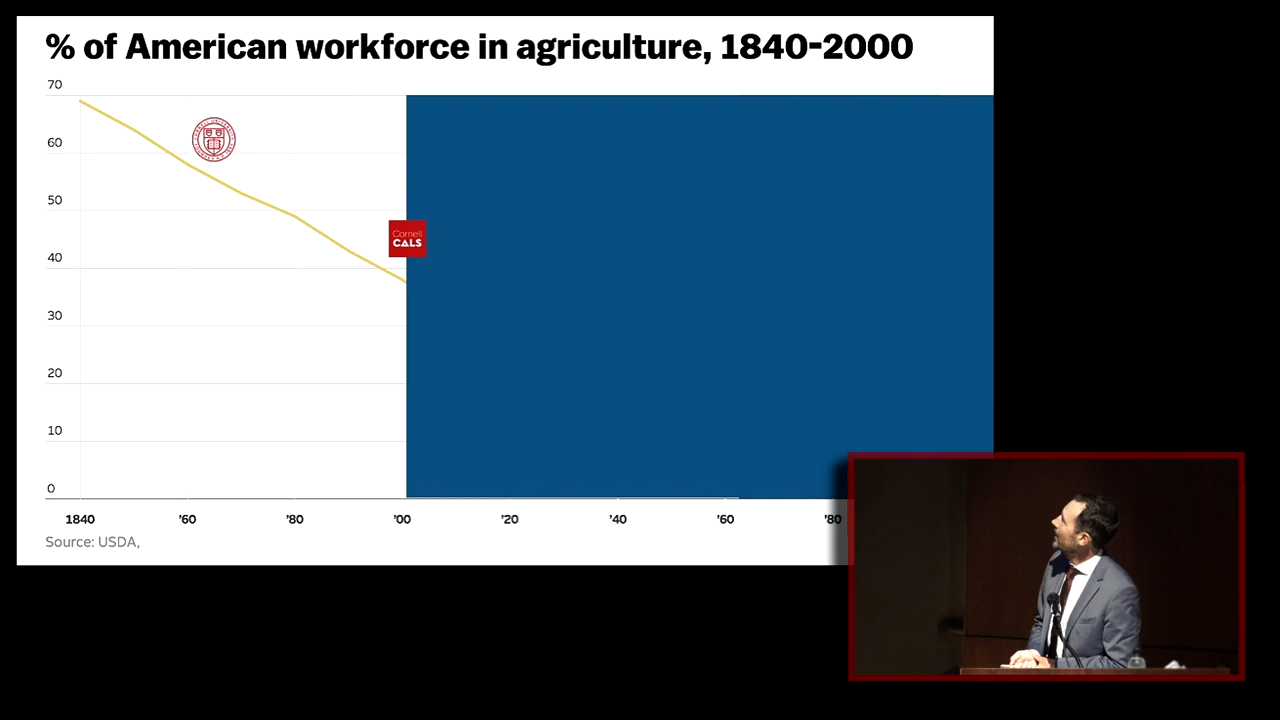 % of American workforce in agriculture, 1840-2000
70
60
50
40
30
20
10
0
Cornell
CALS
1840 '60 '80 '00 '20 '40 '60 '80
Source: USDA,